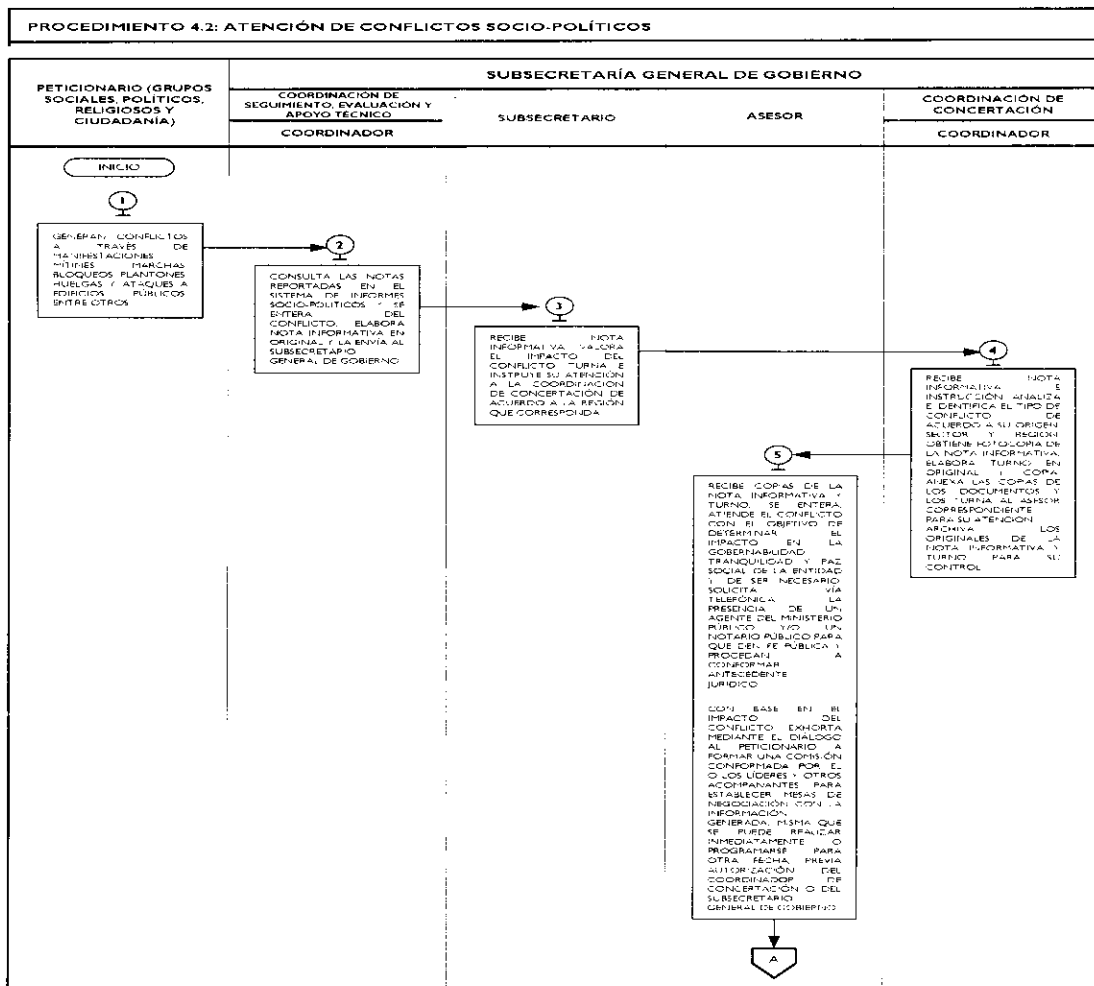 PROCEDIMIENTO 4.2: ATENCIÓN DE CONFLICTOS SOCIO-POLÍTICOS
PETICIONARIO (GRUPOS
SOCIALES, POLÍTICOS,
RELIGIOSOS Y
CIUDADANÍA)
SUBSECRETARÍA GENERAL DE GOBIERNO
COORDINACIÓN DE
SEGUIMIENTO, EVALUACIÓN Y
APOYO TÉCNICO
COORDINADOR
SUBSECRETARIO
ASESOR
COORDINACIÓN DE
CONCERTACIÓN
COORDINADOR
INICIO
1
GENERAN CONFLICTOS
A TRAVÉS DE
MANIFESTACIONES
MÍTINES MARCHAS
BLOQUEOS PLANTONES
HUELGAS Y ATAQUES A
EDIFICIOS PÚBLICOS
ENTRE OTROS
2
CONSULTA LAS NOTAS
REPORTADAS EN EL
SISTEMA DE INFORMES
SOCIO-POLÍTICOS Y SE
ENTERA DEL
CONFLICTO, ELABORA
NOTA INFORMATIVA EN
ORIGINAL Y LA ENVÍA AL
SUBSECRETARIO
GENERAL DE GOBIERNO
3
RECIBE NOTA
INFORMATIVA VALORA
EL IMPACTO DEL
CONFLICTO TURNA E
INSTRUYE SU ATENCIÓN
A LA COORDINACIÓN
DE CONCERTACIÓN DE
ACUERDO A LA REGIÓN
QUE CORRESPONDA
4
RECIBE NOTA
INFORMATIVA E
INSTRUCCIÓN ANALIZA
E IDENTIFICA EL TIPO DE
CONFLICTO DE
ACUERDO A SU ORIGEN
SECTOR Y REGIÓN
OBTIENE FOTOCOPIA DE
LA NOTA INFORMATIVA,
ELABORA TURNO EN
ORIGINAL Y COPIA
ANEXA LAS COPIAS DE
LOS DOCUMENTOS Y
LOS TURNA AL ASESOR
CORRESPONDIENTE
PARA SU ATENCIÓN
ARCHIVA LOS
ORIGINALES DE LA
NOTA INFORMATIVA Y
TURNO PARA SU
CONTROL
5
RECIBE COPIAS DE LA
NOTA INFORMATIVA Y
TURNO, SE ENTERA,
ATIENDE EL CONFLICTO
CON EL OBJETIVO DE
DETERMINAR EL
IMPACTO EN LA
GOBERNABILIDAD
TRANQUILIDAD Y PAZ
SOCIAL DE LA ENTIDAD
Y DE SER NECESARIO
SOLICITA VÍA
TELEFÓNICA LA
PRESENCIA DE UN
AGENTE DEL MINISTERIO
PÚBLICO Y/O UN
NOTARIO PÚBLICO PARA
QUE DEN FE PÚBLICA Y
PROCEDAN A
CONFORMAR
ANTECEDENTE
JURÍDICO
CON BASE EN EL
IMPACTO DEL
CONFLICTO EXHORTA
MEDIANTE EL DIÁLOGO
AL PETICIONARIO A
FORMAR UNA COMISIÓN
CONFORMADA POR EL
O LOS LÍDERES Y OTROS
ACOMPAÑANTES PARA
ESTABLECER MESAS DE
NEGOCIACIÓN CON LA
INFORMACIÓN
GENERADA, MISMA QUE
SE PUEDE REALIZAR
INMEDIATAMENTE O
PROGRAMARSE PARA
OTRA FECHA, PREVIA
AUTORIZACIÓN DEL
COORDINADOR DE
CONCERTACIÓN O DEL
SUBSECRETARIO
GENERAL DE GOBIERNO
A